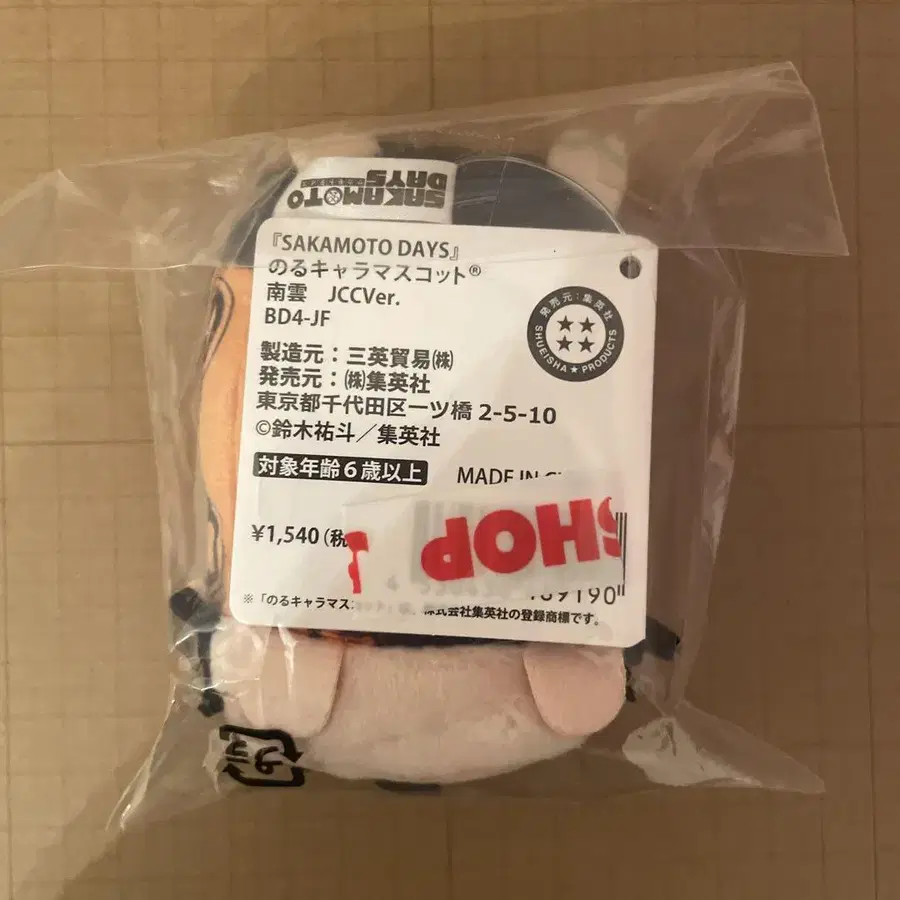 SAKAMOTO
DAYS
『SAKAMOTO DAYS』
のるキャラマスコット®
南雲 JCCVer.
BD4-JF
発売元：集英社
SHUEISHA★PRODUCTS
製造元：三英貿易㈱
発売元：㈱集英社
東京都千代田区一ツ橋 2-5-10
©鈴木祐斗／集英社
対象年齢６歳以上
MADE IN
¥1,540（税
SHOP
※「のるキャラマス
株式会社集英社の登録商標です。
プラ